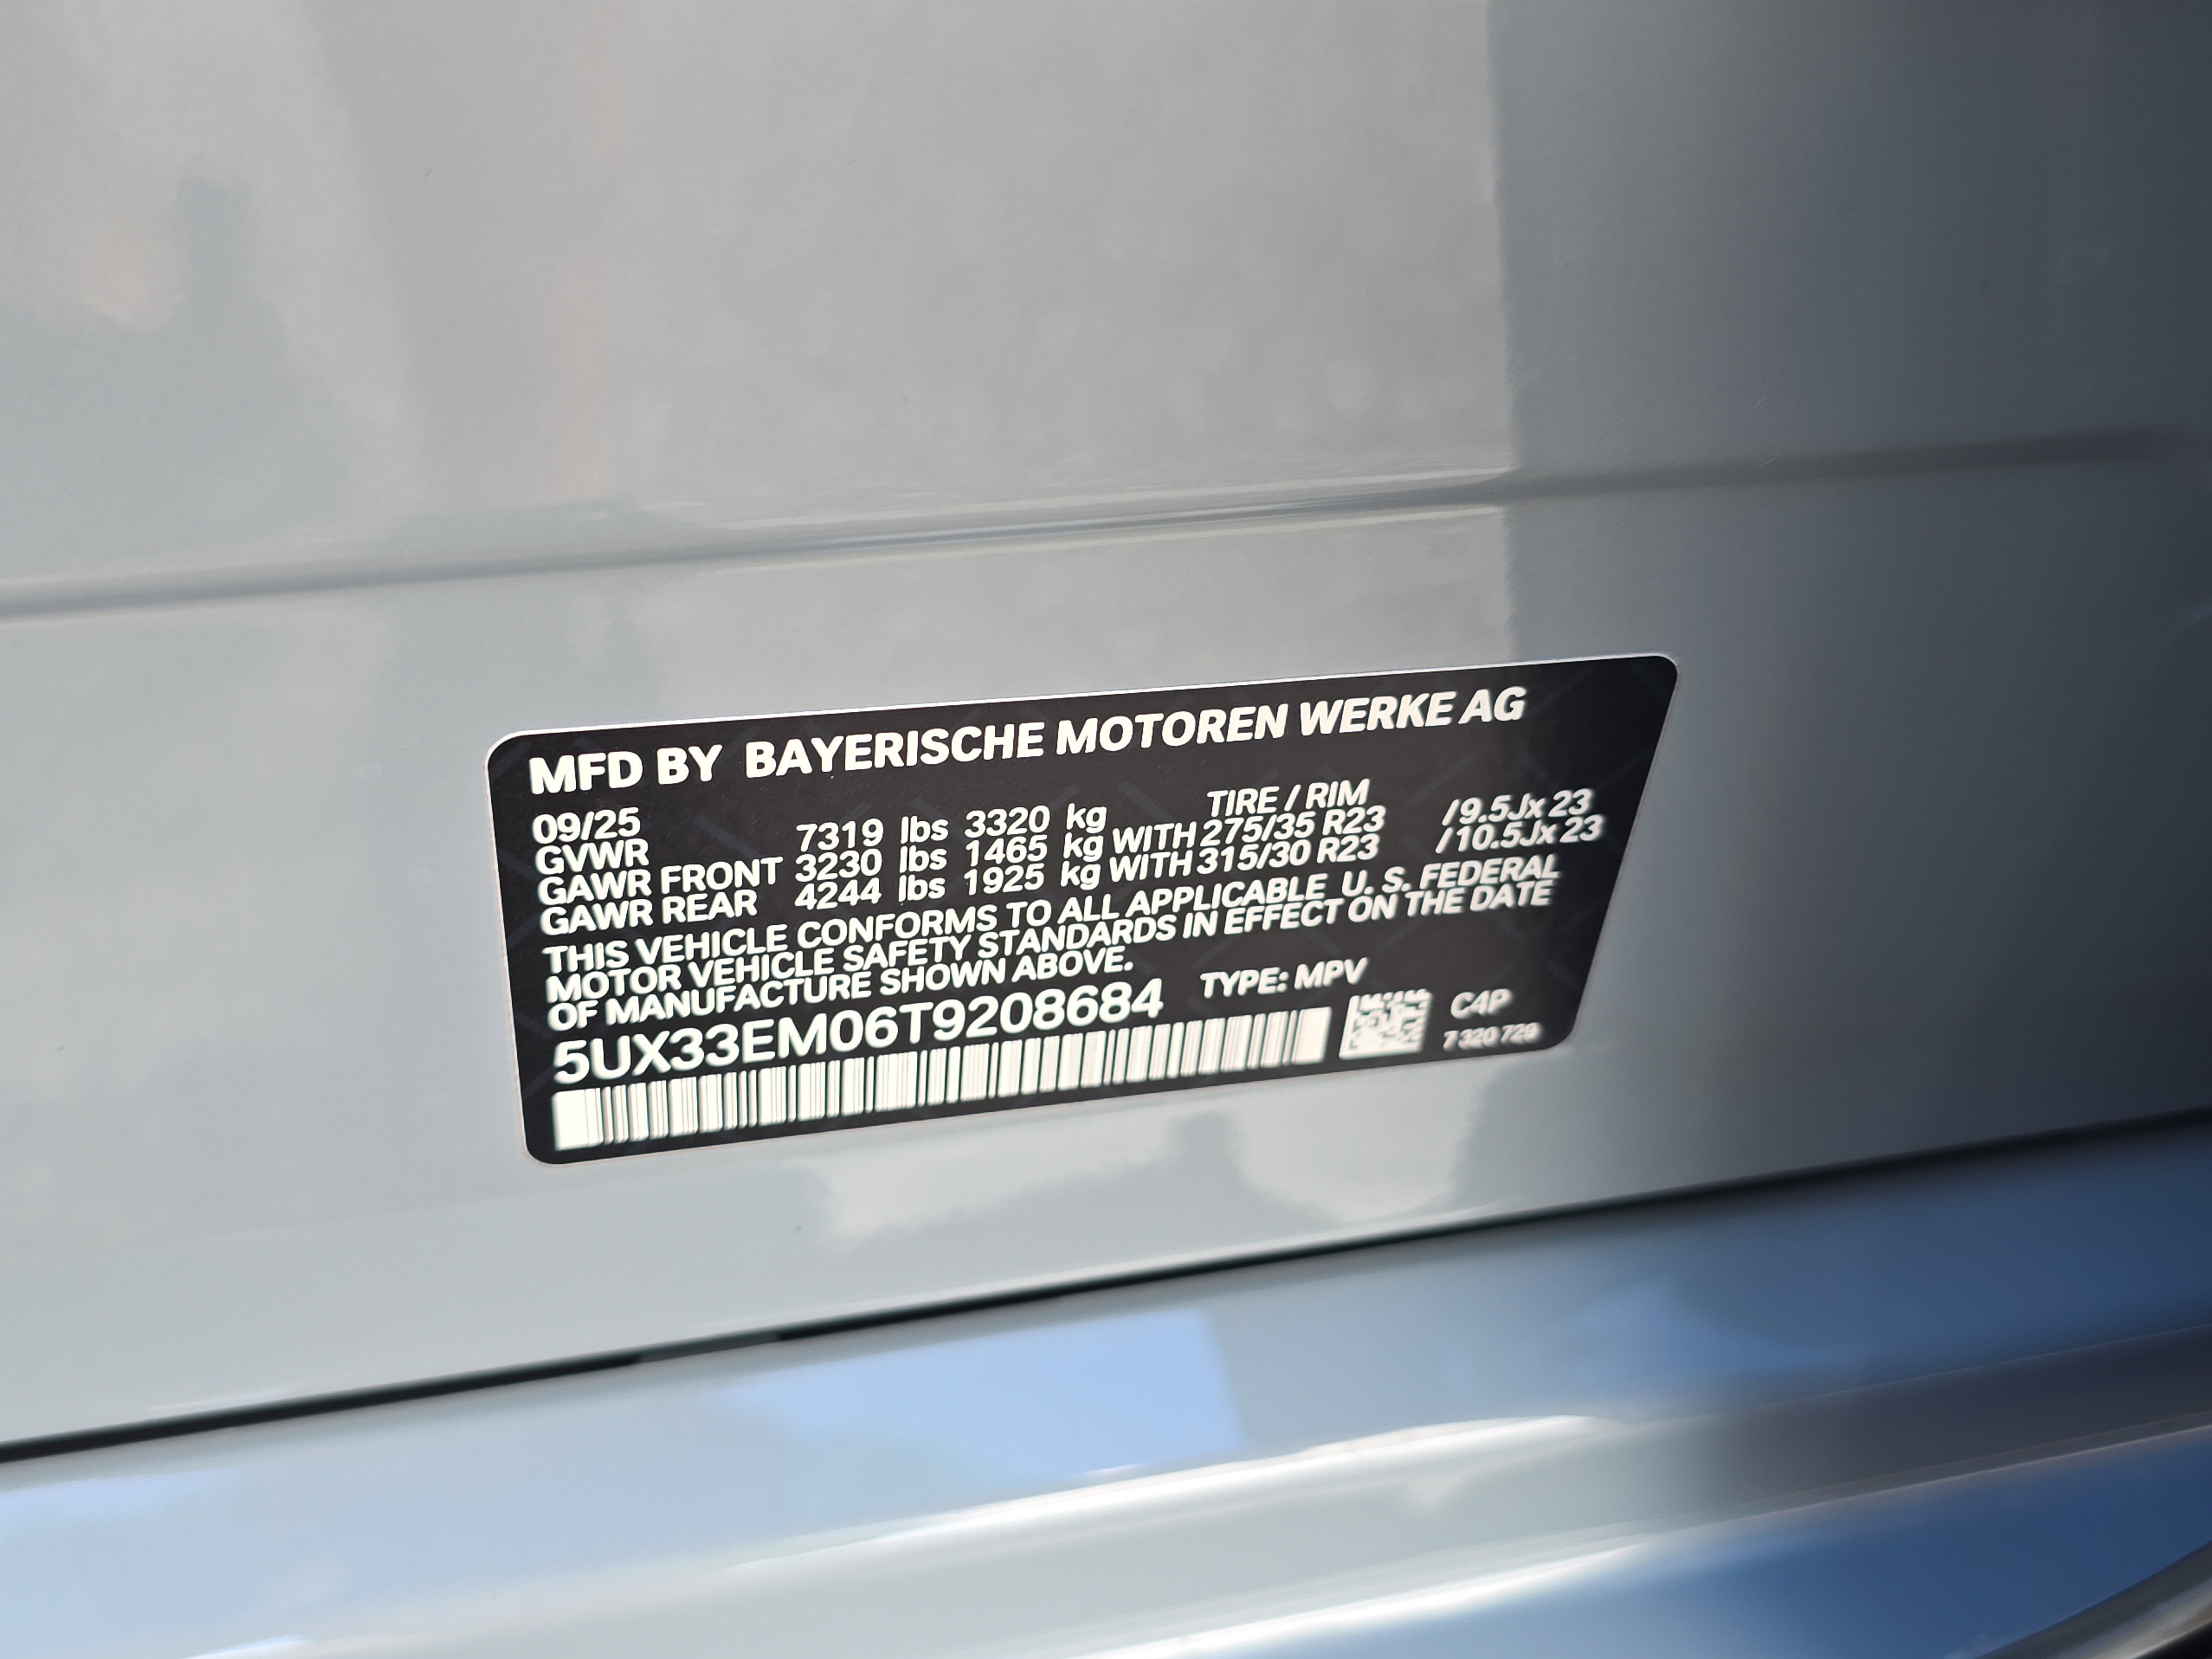 MFD BY BAYERISCHE MOTOREN WERKE AG
09/25 TIRE / RIM
GVWR 7319 lbs 3320 kg
GAWR FRONT 3230 lbs 1465 kg WITH 275/35 R23 /9.5Jx23
GAWR REAR 4244 lbs 1925 kg WITH 315/30 R23 /10.5Jx23
THIS VEHICLE CONFORMS TO ALL APPLICABLE U. S. FEDERAL
MOTOR VEHICLE SAFETY STANDARDS IN EFFECT ON THE DATE
OF MANUFACTURE SHOWN ABOVE.
5UX33EM06T9208684 TYPE: MPV
C4P
7 320 729